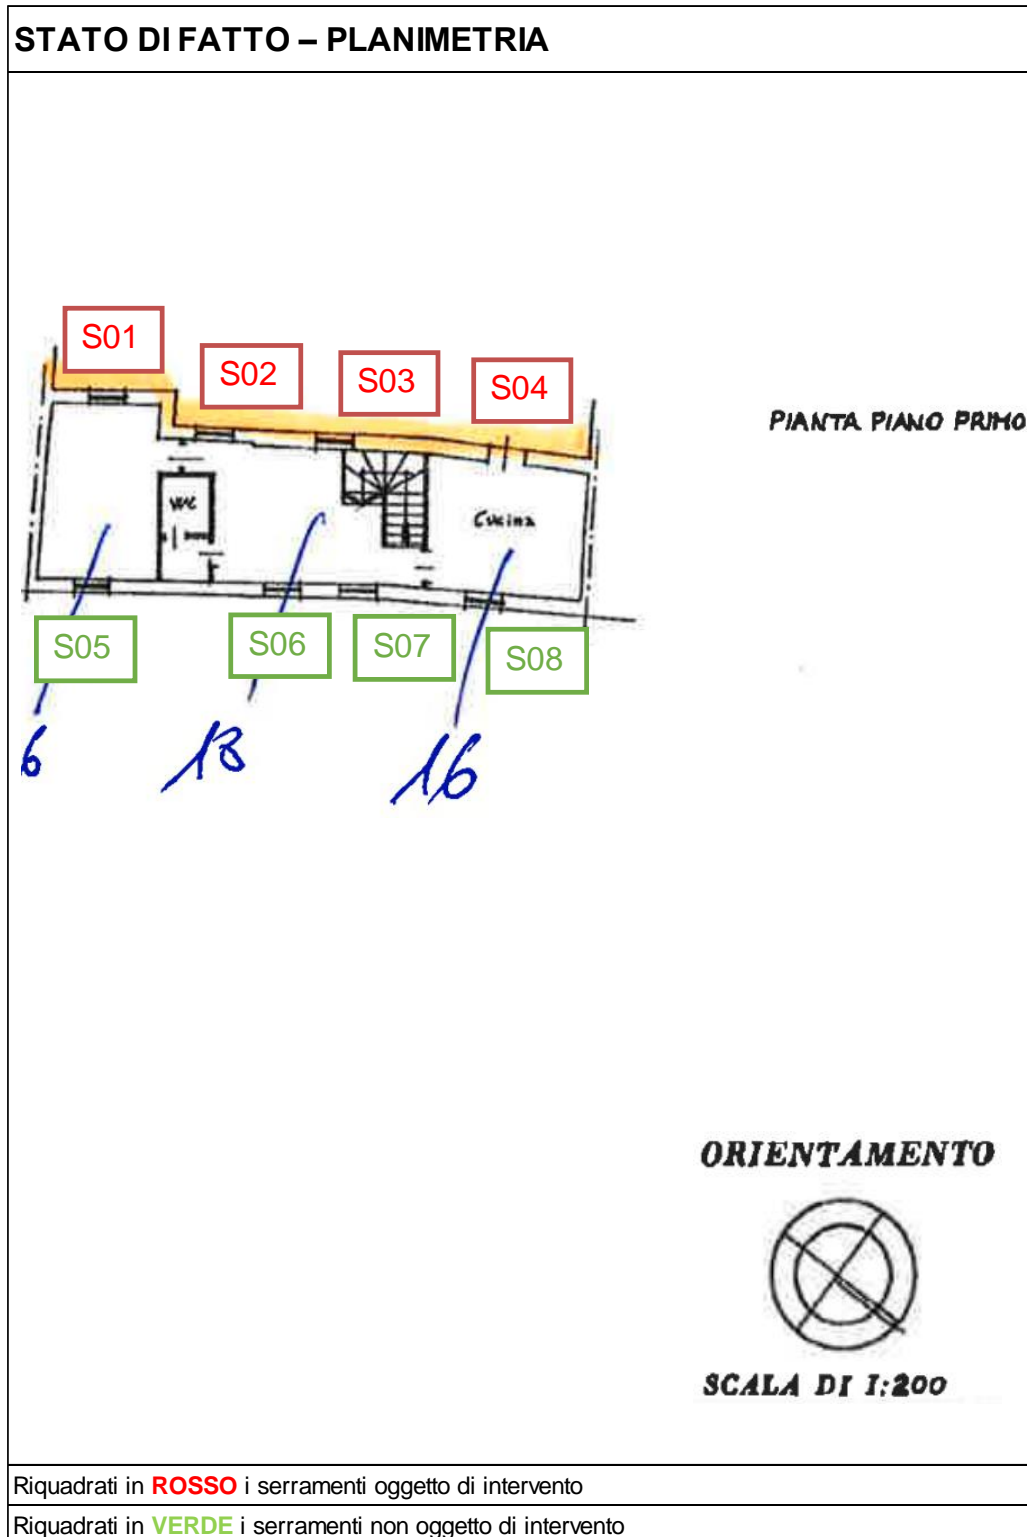 STATO DI FATTO – PLANIMETRIA
S01
S02
S03
S04
PIANTA PIANO PRIMO
WC
Cucina
S05
S06
S07
S08
6
13
16
ORIENTAMENTO
SCALA DI 1:200
Riquadrati in ROSSO i serramenti oggetto di intervento
Riquadrati in VERDE i serramenti non oggetto di intervento